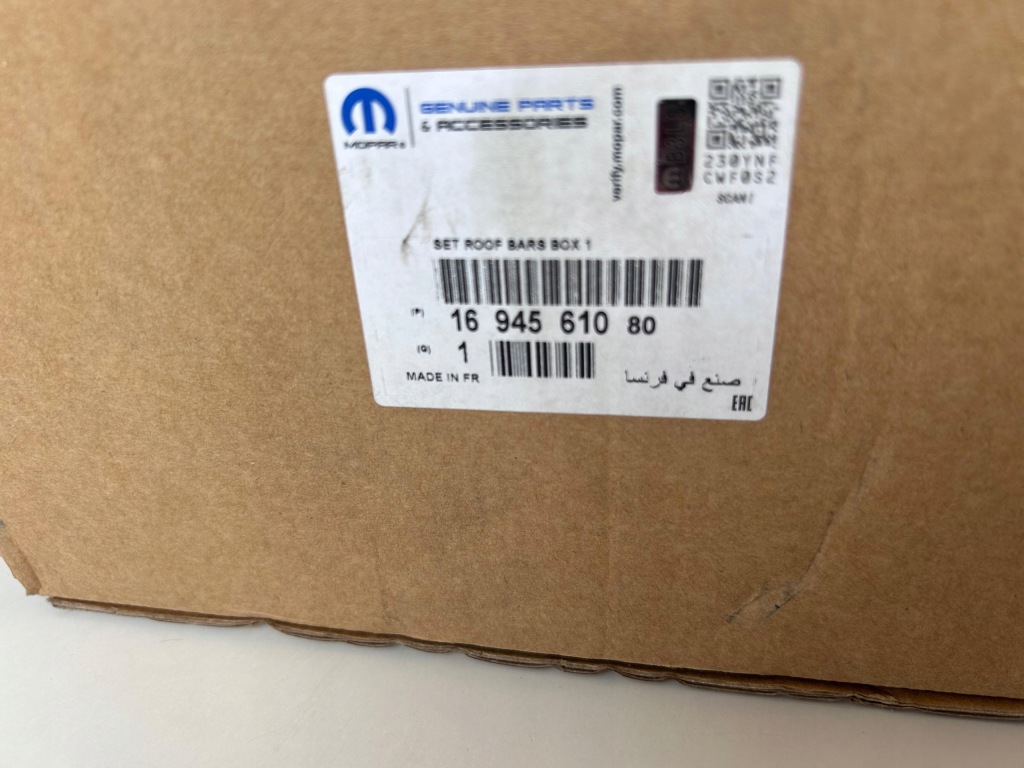 MOPAR®
GENUINE PARTS
& ACCESSORIES
verify.mopar.com
230YNF
CWF0S2
SCAN!
SET ROOF BARS BOX 1
(P) 16 945 610 80
(Q) 1
MADE IN FR
صنع في فرنسا
EAC